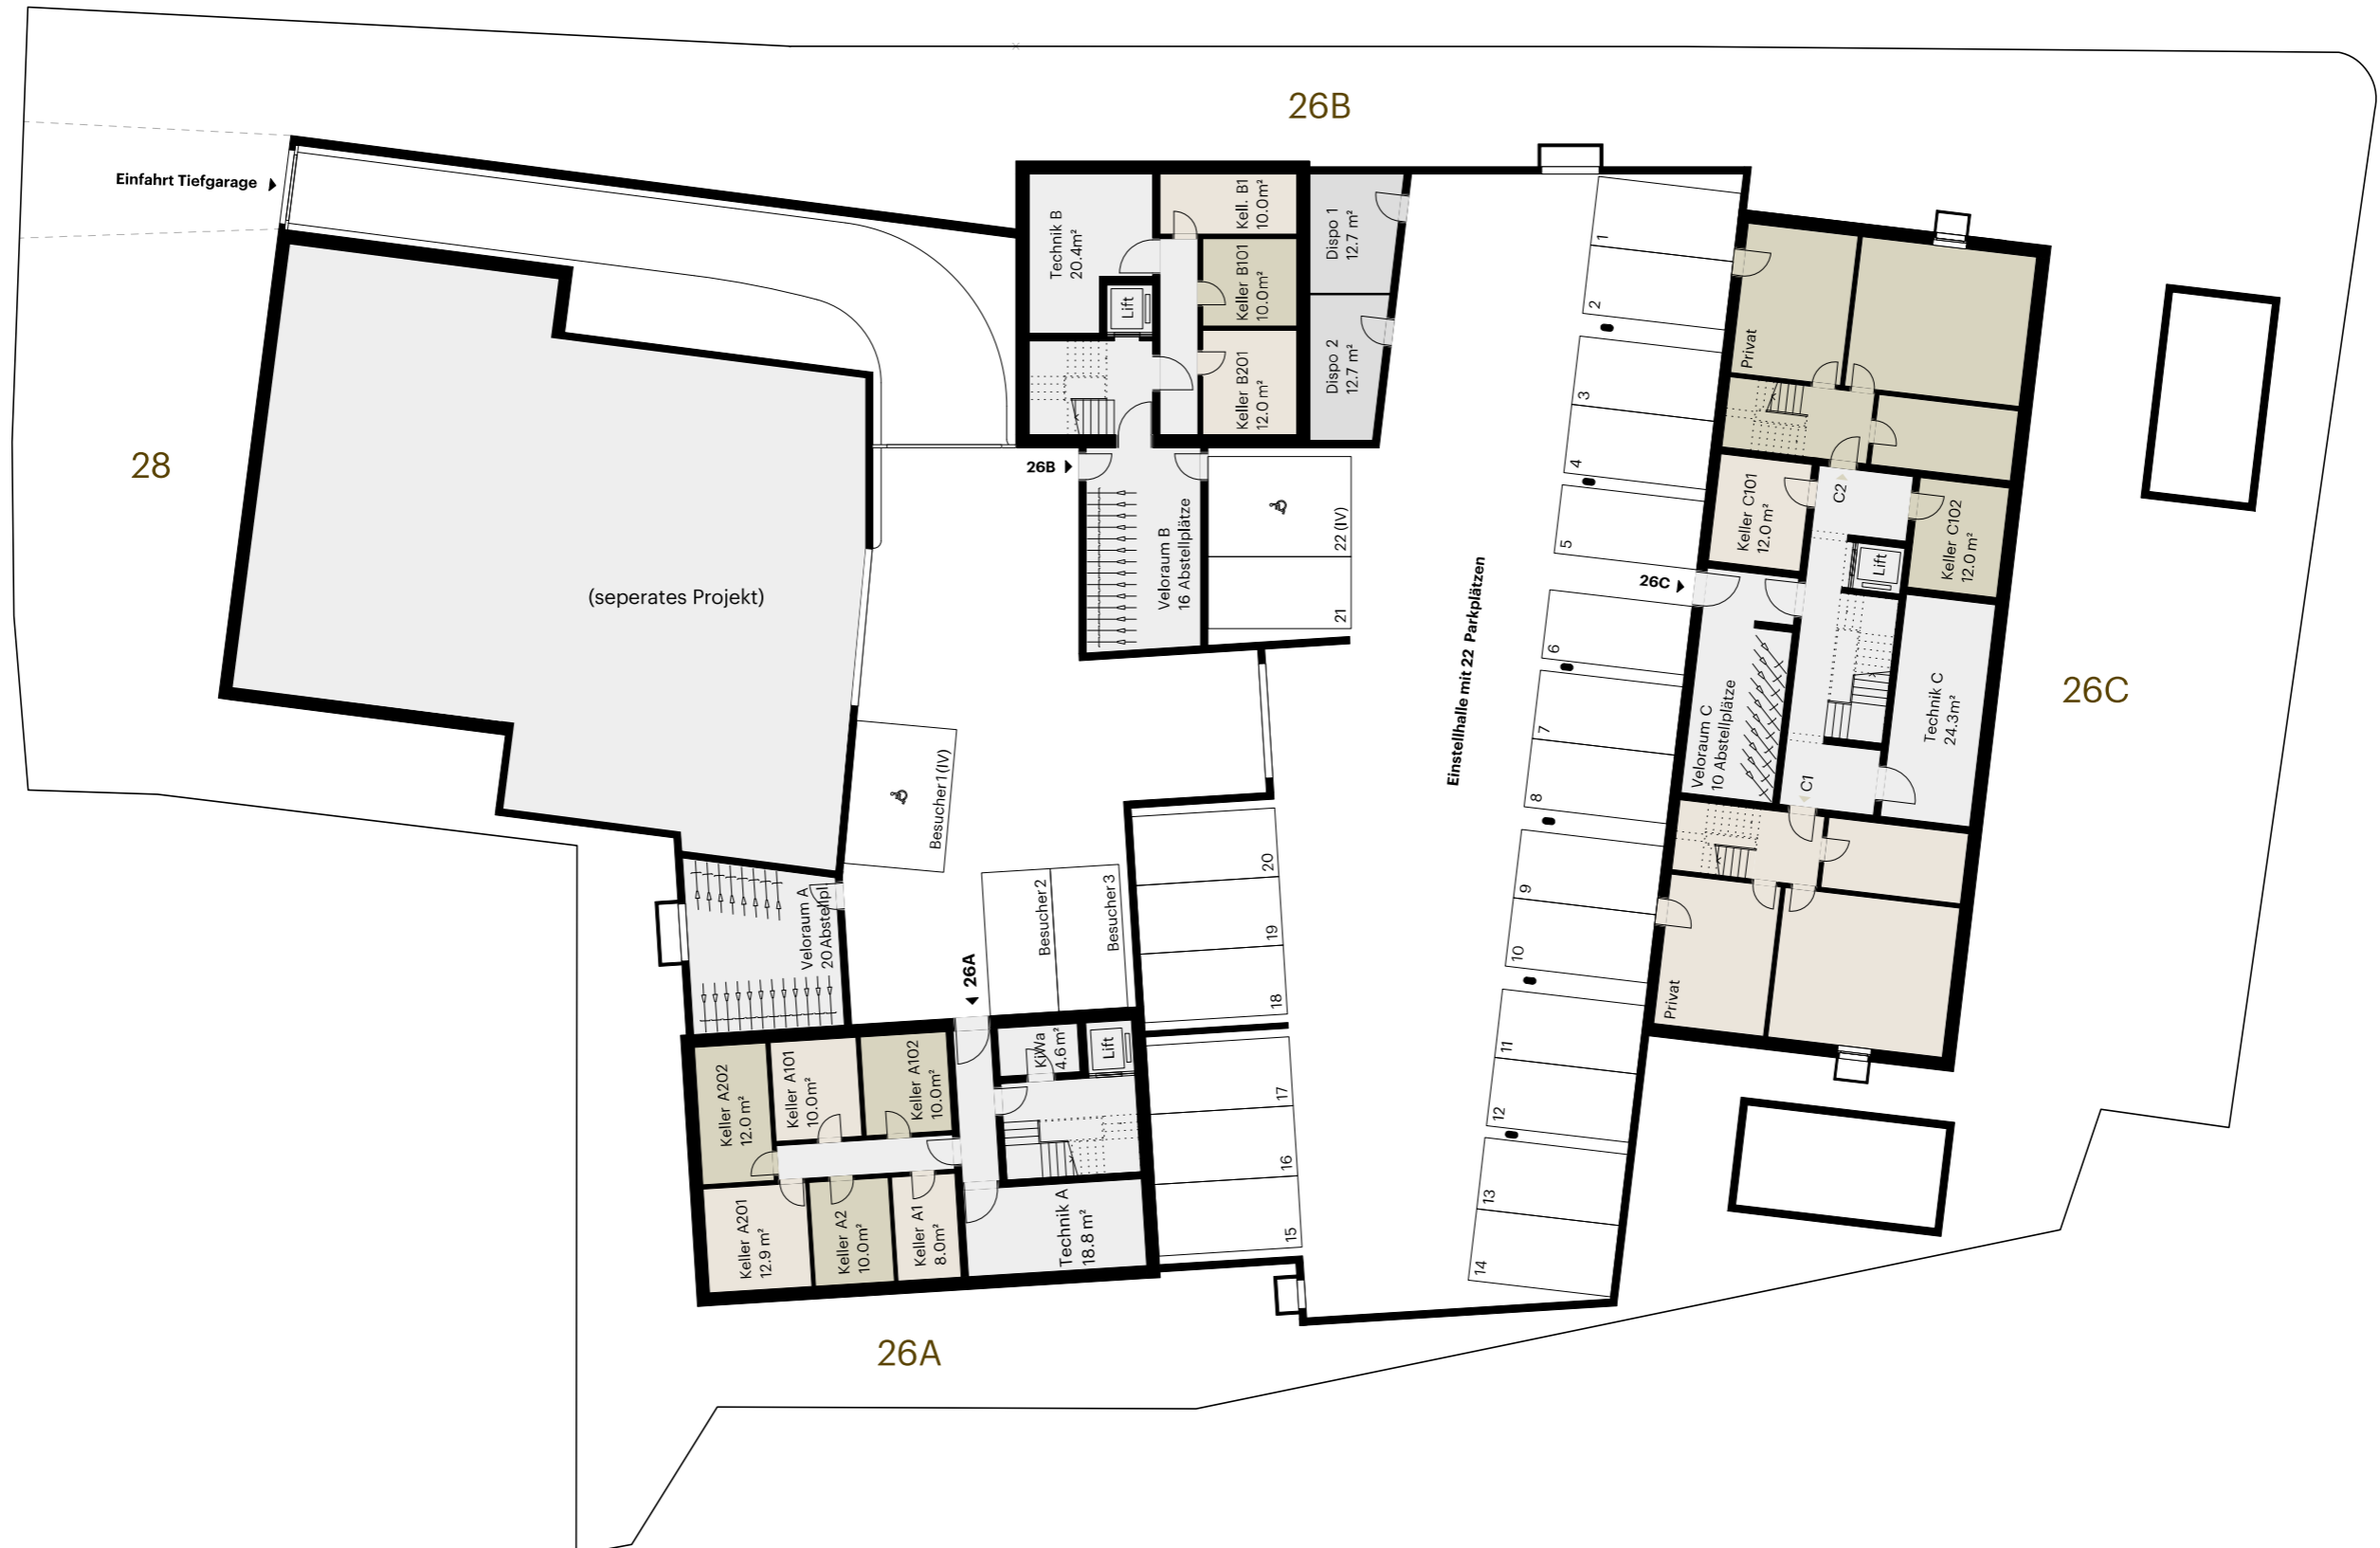 26B
Einfahrt Tiefgarage
28
(seperates Projekt)
Technik B
20.4m²
Lift
Kell. B1
10.0m²
Keller B101
10.0m²
Keller B201
12.0 m²
Dispo 1
12.7 m²
Dispo 2
12.7 m²
26B
Veloraum B
16 Abstellplätze
22 (IV)
21
Einstellhalle mit 22 Parkplätzen
1
2
3
4
5
6
7
8
9
10
11
12
13
14
Privat
Keller C101
12.0 m²
C2
Keller C102
12.0 m²
Lift
26C
Veloraum C
10 Abstellplätze
Technik C
24.3m²
C1
Privat
26C
Besucher1 (IV)
Besucher 2
Besucher 3
20
19
18
17
16
15
Veloraum A
20 Abstellpl.
26A
KiWa
4.6 m²
Lift
Keller A202
12.0 m²
Keller A101
10.0m²
Keller A102
10.0m²
Keller A201
12.9 m²
Keller A2
10.0m²
Keller A1
8.0m²
Technik A
18.8 m²
26A